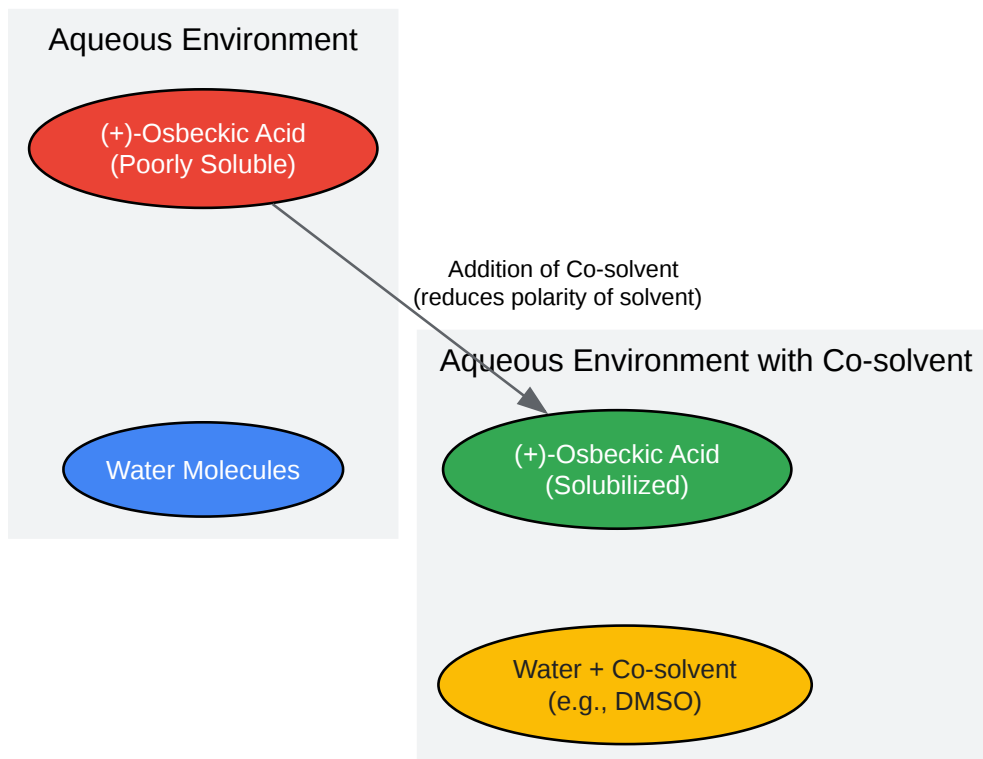 Aqueous Environment
(+)-Osbeckic Acid
(Poorly Soluble)
Addition of Co-solvent
(reduces polarity of solvent)
Water Molecules
Aqueous Environment with Co-solvent
(+)-Osbeckic Acid
(Solubilized)
Water + Co-solvent
(e.g., DMSO)